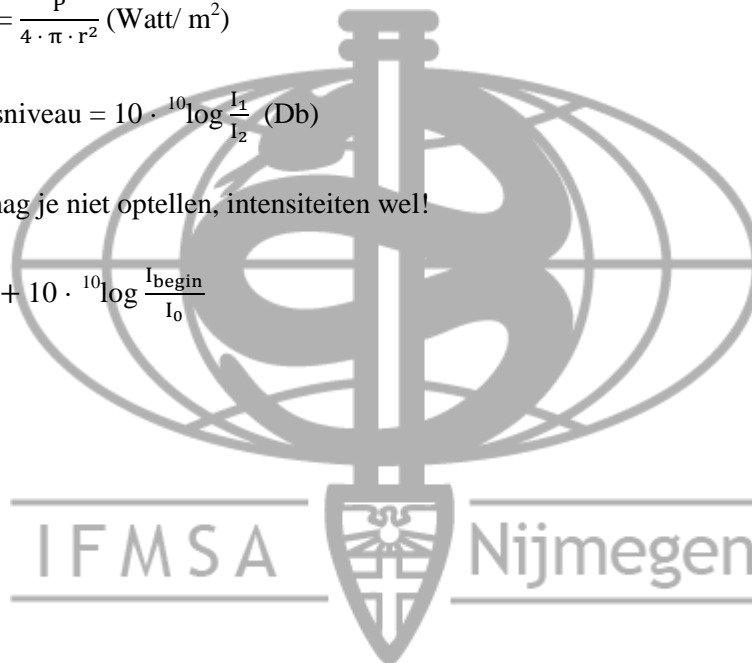 = P / 4 · π · r² (Watt/ m²)
sniveau = 10 · ¹⁰log I₁/I₂ (Db)
nag je niet optellen, intensiteiten wel!
+ 10 · ¹⁰log I_begin/I₀
IFMSA Nijmegen